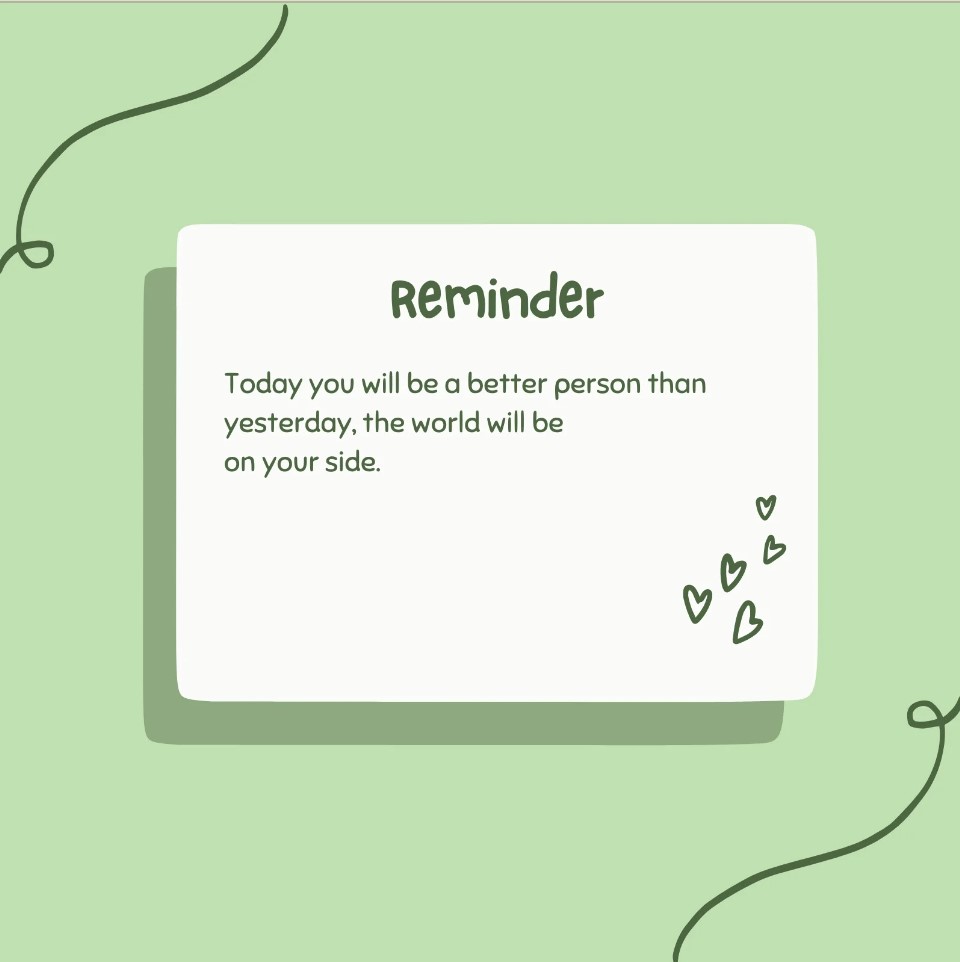 Reminder
Today you will be a better person than
yesterday, the world will be
on your side.